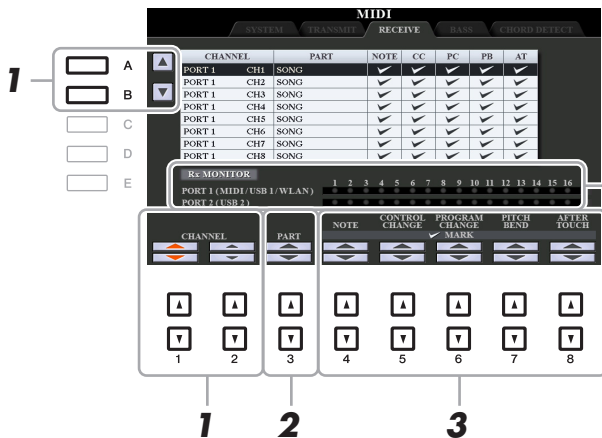 MIDI
SYSTEM TRANSMIT RECEIVE BASS CHORD DETECT
CHANNEL PART NOTE CC PC PB AT
PORT 1 CH1 SONG
PORT 1 CH2 SONG
PORT 1 CH3 SONG
PORT 1 CH4 SONG
PORT 1 CH5 SONG
PORT 1 CH6 SONG
PORT 1 CH7 SONG
PORT 1 CH8 SONG
1
A
B
C
D
E
Rx MONITOR
1 2 3 4 5 6 7 8 9 10 11 12 13 14 15 16
PORT 1 (MIDI/USB 1/WLAN)
PORT 2 (USB 2)
CHANNEL PART NOTE CONTROL CHANGE PROGRAM CHANGE PITCH BEND AFTER TOUCH
MARK
1 2 3 4 5 6 7 8
1 2 3